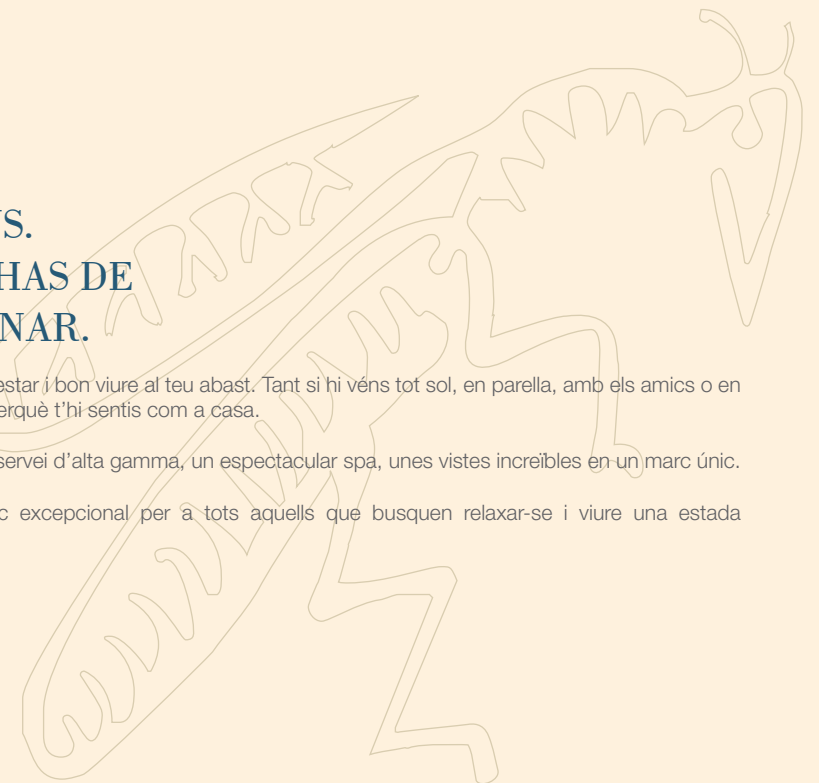 S.
HAS DE
NAR.
estar i bon viure al teu abast. Tant si hi véns tot sol, en parella, amb els amics o en
erquè t’hi sentis com a casa.
servei d’alta gamma, un espectacular spa, unes vistes increïbles en un marc únic.
c excepcional per a tots aquells que busquen relaxar-se i viure una estada